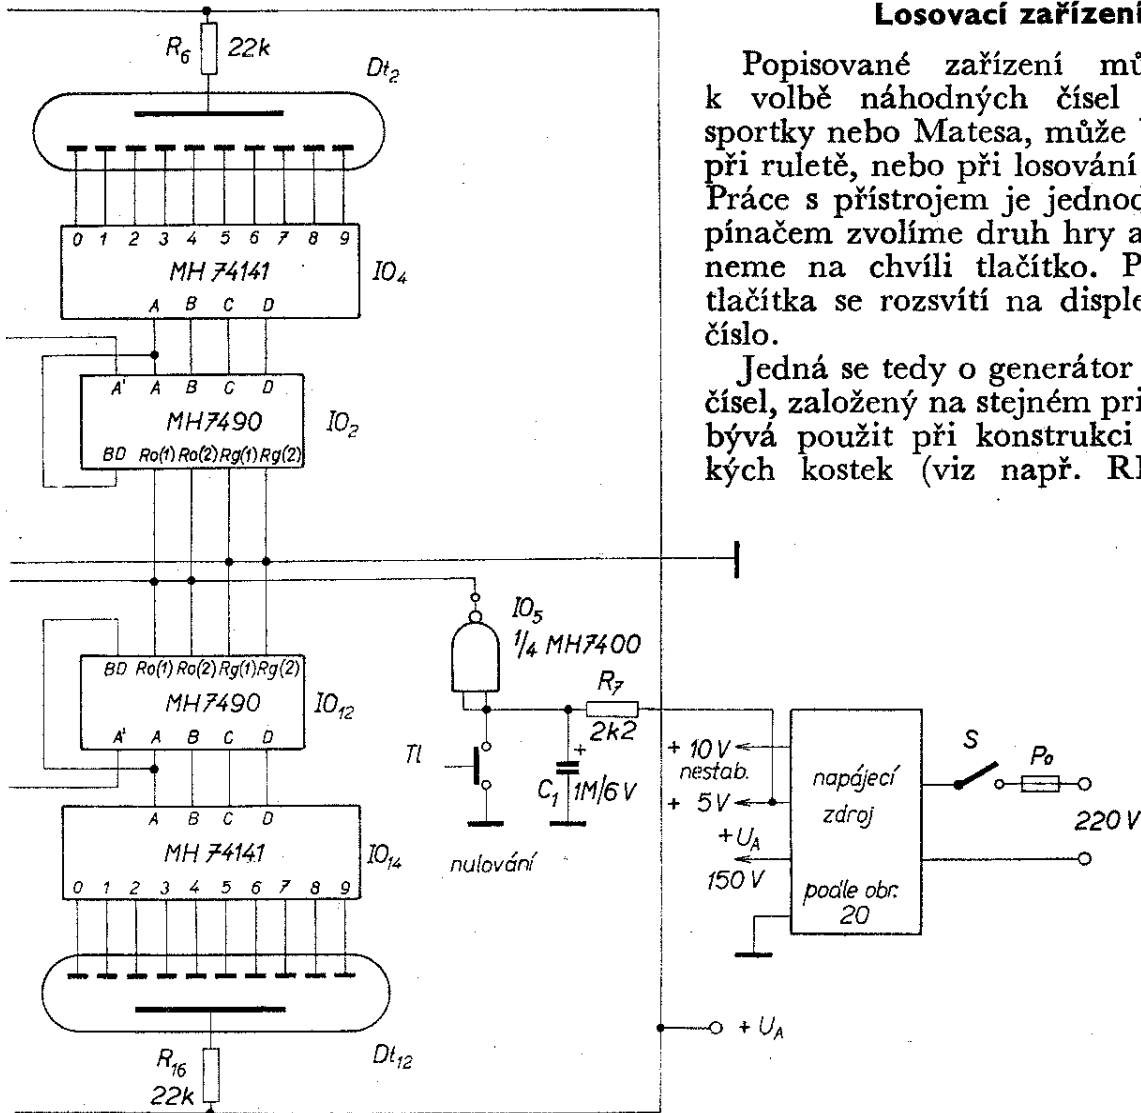 Losovací zařízení
Popisované zařízení mů
k volbě náhodných čísel
sportky nebo Matesa, může
při ruletě, nebo při losování
Práce s přístrojem je jednod
pínačem zvolíme druh hry a
neme na chvíli tlačítko. P
tlačítka se rozsvítí na disple
číslo.
Jedná se tedy o generátor
čísel, založený na stejném pri
bývá použit při konstrukci
kých kostek (viz např. R
R6 22k
Dt2
0 1 2 3 4 5 6 7 8 9
MH 74141 IO4
A B C D
A' A B C D
MH7490 IO2
BD Ro(1) Ro(2) Rg(1) Rg(2)
IO5
1/4 MH7400
BD Ro(1) Ro(2) Rg(1) Rg(2)
MH7490 IO12
A' A B C D
R7
2k2
Tl
C1 1M/6V
+
nulování
+ 10V
nestab.
+ 5V
+UA
150V
napájecí
zdroj
podle obr.
20
S
Po
220V
A B C D
MH 74141 IO14
0 1 2 3 4 5 6 7 8 9
Dt12
R16
22k
+ UA